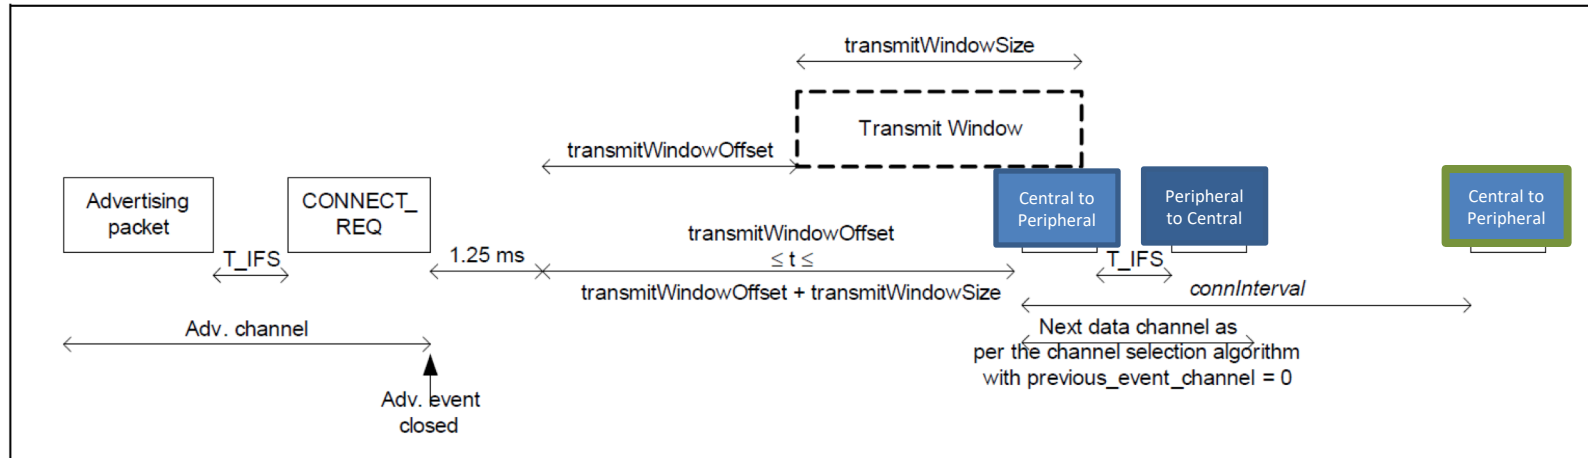 transmitWindowSize
Transmit Window
transmitWindowOffset
Advertising
packet
CONNECT_
REQ
Central to
Peripheral
Peripheral
to Central
Central to
Peripheral
T_IFS
1.25 ms
transmitWindowOffset
≤ t ≤
transmitWindowOffset + transmitWindowSize
T_IFS
connInterval
Adv. channel
Next data channel as
per the channel selection algorithm
with previous_event_channel = 0
Adv. event
closed